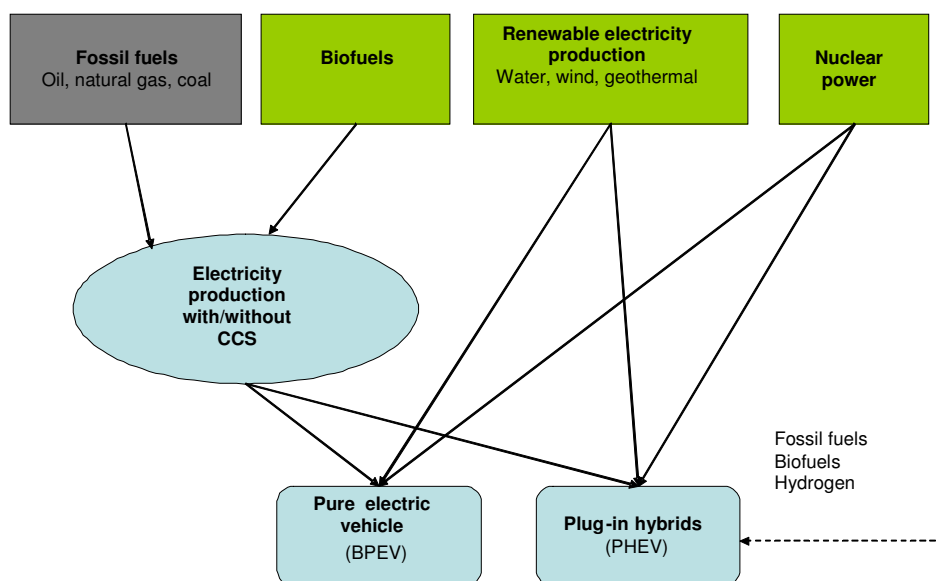 Fossil fuels
Oil, natural gas, coal
Biofuels
Renewable electricity
production
Water, wind, geothermal
Nuclear
power
Electricity
production
with/without
CCS
Fossil fuels
Biofuels
Hydrogen
Pure electric
vehicle
(BPEV)
Plug-in hybrids
(PHEV)